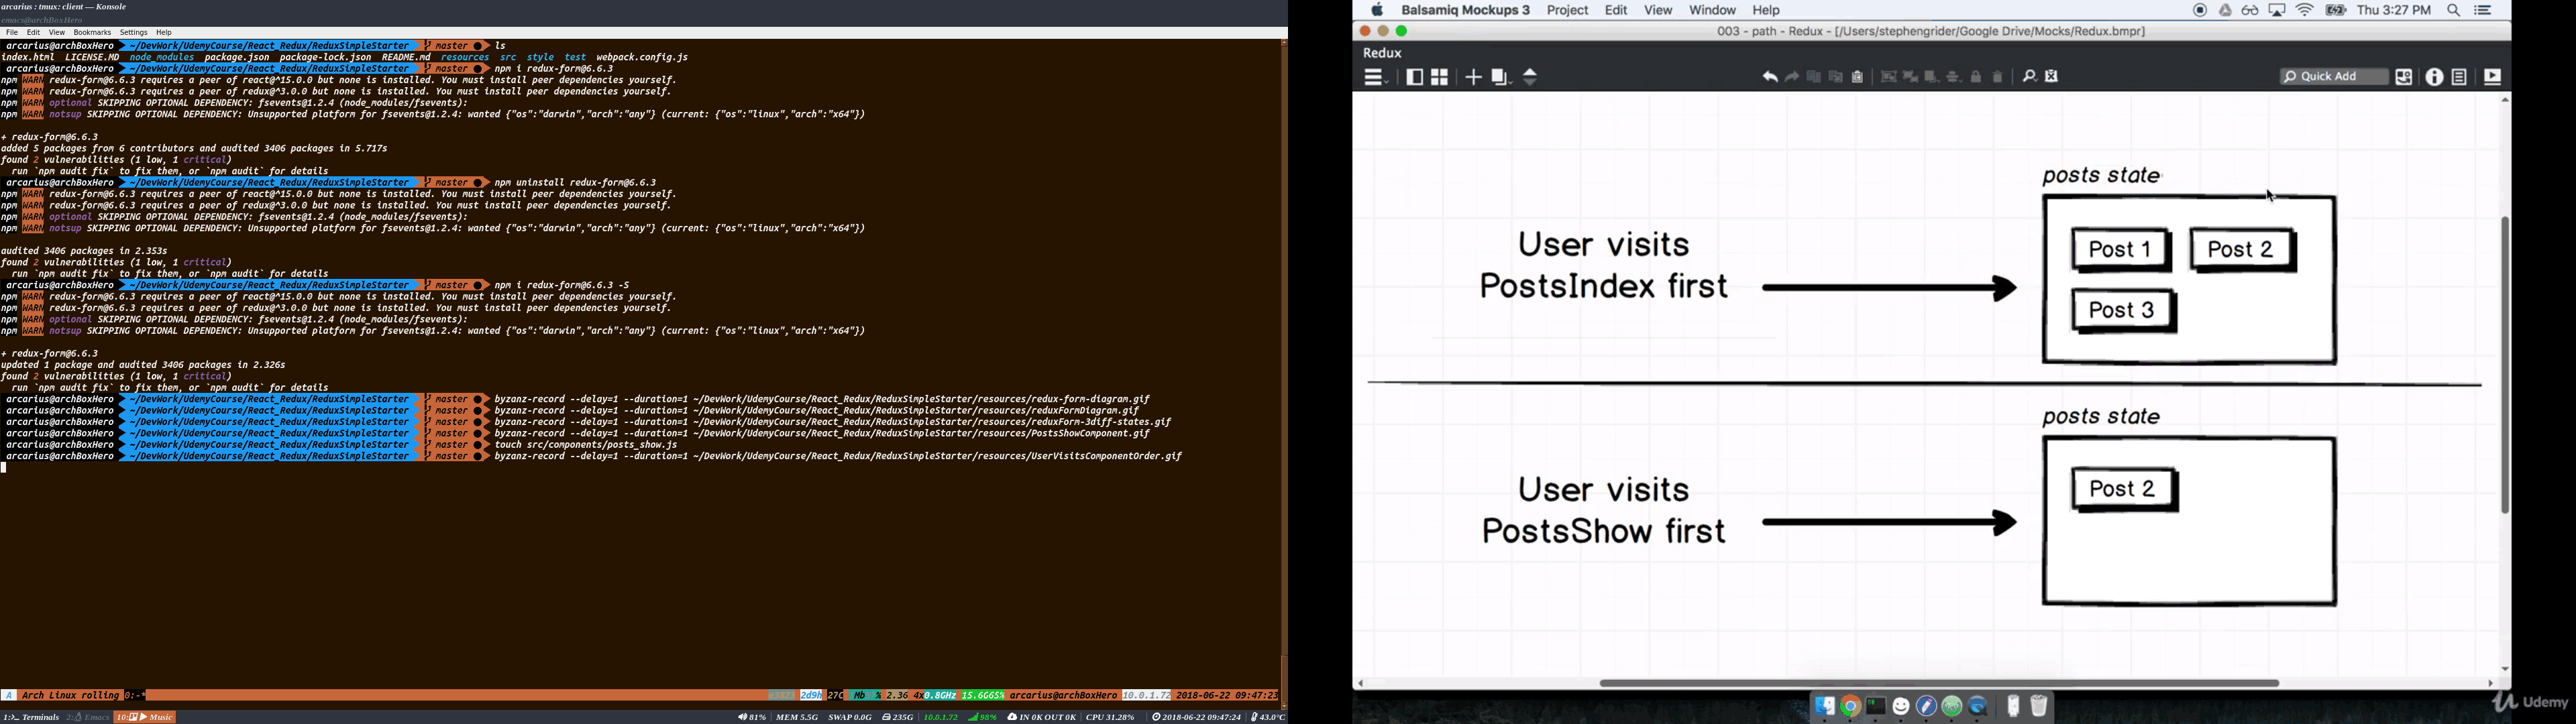 arcarius : tmux: client — Konsole
emacs@archBoxHero
File Edit View Bookmarks Settings Help
arcarius@archBoxHero ~/DevWork/UdemyCourse/React_Redux/ReduxSimpleStarter master ● ls
index.html LICENSE.MD node_modules package.json package-lock.json README.md resources src style test webpack.config.js
arcarius@archBoxHero ~/DevWork/UdemyCourse/React_Redux/ReduxSimpleStarter master ● npm i redux-form@6.6.3
npm WARN redux-form@6.6.3 requires a peer of react@^15.0.0 but none is installed. You must install peer dependencies yourself.
npm WARN redux-form@6.6.3 requires a peer of redux@^3.0.0 but none is installed. You must install peer dependencies yourself.
npm WARN optional SKIPPING OPTIONAL DEPENDENCY: fsevents@1.2.4 (node_modules/fsevents):
npm WARN notsup SKIPPING OPTIONAL DEPENDENCY: Unsupported platform for fsevents@1.2.4: wanted {"os":"darwin","arch":"any"} (current: {"os":"linux","arch":"x64"})
+ redux-form@6.6.3
added 5 packages from 6 contributors and audited 3406 packages in 5.717s
found 2 vulnerabilities (1 low, 1 critical)
run `npm audit fix` to fix them, or `npm audit` for details
arcarius@archBoxHero ~/DevWork/UdemyCourse/React_Redux/ReduxSimpleStarter master ● npm uninstall redux-form@6.6.3
npm WARN redux-form@6.6.3 requires a peer of react@^15.0.0 but none is installed. You must install peer dependencies yourself.
npm WARN redux-form@6.6.3 requires a peer of redux@^3.0.0 but none is installed. You must install peer dependencies yourself.
npm WARN optional SKIPPING OPTIONAL DEPENDENCY: fsevents@1.2.4 (node_modules/fsevents):
npm WARN notsup SKIPPING OPTIONAL DEPENDENCY: Unsupported platform for fsevents@1.2.4: wanted {"os":"darwin","arch":"any"} (current: {"os":"linux","arch":"x64"})
audited 3406 packages in 2.353s
found 2 vulnerabilities (1 low, 1 critical)
run `npm audit fix` to fix them, or `npm audit` for details
arcarius@archBoxHero ~/DevWork/UdemyCourse/React_Redux/ReduxSimpleStarter master ● npm i redux-form@6.6.3 -S
npm WARN redux-form@6.6.3 requires a peer of react@^15.0.0 but none is installed. You must install peer dependencies yourself.
npm WARN redux-form@6.6.3 requires a peer of redux@^3.0.0 but none is installed. You must install peer dependencies yourself.
npm WARN optional SKIPPING OPTIONAL DEPENDENCY: fsevents@1.2.4 (node_modules/fsevents):
npm WARN notsup SKIPPING OPTIONAL DEPENDENCY: Unsupported platform for fsevents@1.2.4: wanted {"os":"darwin","arch":"any"} (current: {"os":"linux","arch":"x64"})
+ redux-form@6.6.3
updated 1 package and audited 3406 packages in 2.326s
found 2 vulnerabilities (1 low, 1 critical)
run `npm audit fix` to fix them, or `npm audit` for details
arcarius@archBoxHero ~/DevWork/UdemyCourse/React_Redux/ReduxSimpleStarter master ● byzanz-record --delay=1 --duration=1 ~/DevWork/UdemyCourse/React_Redux/ReduxSimpleStarter/resources/redux-form-diagram.gif
arcarius@archBoxHero ~/DevWork/UdemyCourse/React_Redux/ReduxSimpleStarter master ● byzanz-record --delay=1 --duration=1 ~/DevWork/UdemyCourse/React_Redux/ReduxSimpleStarter/resources/reduxFormDiagram.gif
arcarius@archBoxHero ~/DevWork/UdemyCourse/React_Redux/ReduxSimpleStarter master ● byzanz-record --delay=1 --duration=1 ~/DevWork/UdemyCourse/React_Redux/ReduxSimpleStarter/resources/reduxForm-3diff-states.gif
arcarius@archBoxHero ~/DevWork/UdemyCourse/React_Redux/ReduxSimpleStarter master ● byzanz-record --delay=1 --duration=1 ~/DevWork/UdemyCourse/React_Redux/ReduxSimpleStarter/resources/PostsShowComponent.gif
arcarius@archBoxHero ~/DevWork/UdemyCourse/React_Redux/ReduxSimpleStarter master ● touch src/components/posts_show.js
arcarius@archBoxHero ~/DevWork/UdemyCourse/React_Redux/ReduxSimpleStarter master ● byzanz-record --delay=1 --duration=1 ~/DevWork/UdemyCourse/React_Redux/ReduxSimpleStarter/resources/UserVisitsComponentOrder.gif
A Arch Linux rolling 0:-* 2d9h 27C Mb % 2.36 4x0.8GHz 15.6G65% arcarius@archBoxHero 10.0.1.72 2018-06-22 09:47:23
1:>_ Terminals 2: Emacs 10: Music 81% MEM 5.5G SWAP 0.0G 235G 10.0.1.72 98% IN 0K OUT 0K CPU 31.28% 2018-06-22 09:47:24 43.0°C
Balsamiq Mockups 3 Project Edit View Window Help Thu 3:27 PM
003 - path - Redux - [/Users/stephengrider/Google Drive/Mocks/Redux.bmpr]
Redux
Quick Add
posts state
User visits
PostsIndex first
Post 1 Post 2
Post 3
posts state
User visits
PostsShow first
Post 2
Udemy